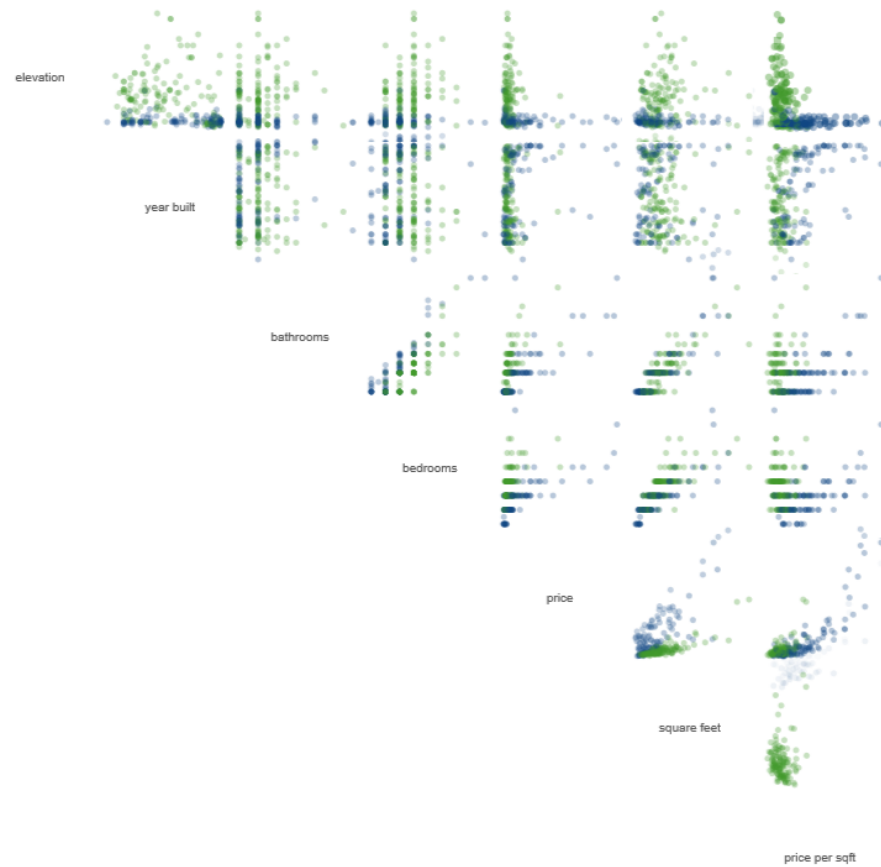 elevation
year built
bathrooms
bedrooms
price
square feet
price per sqft